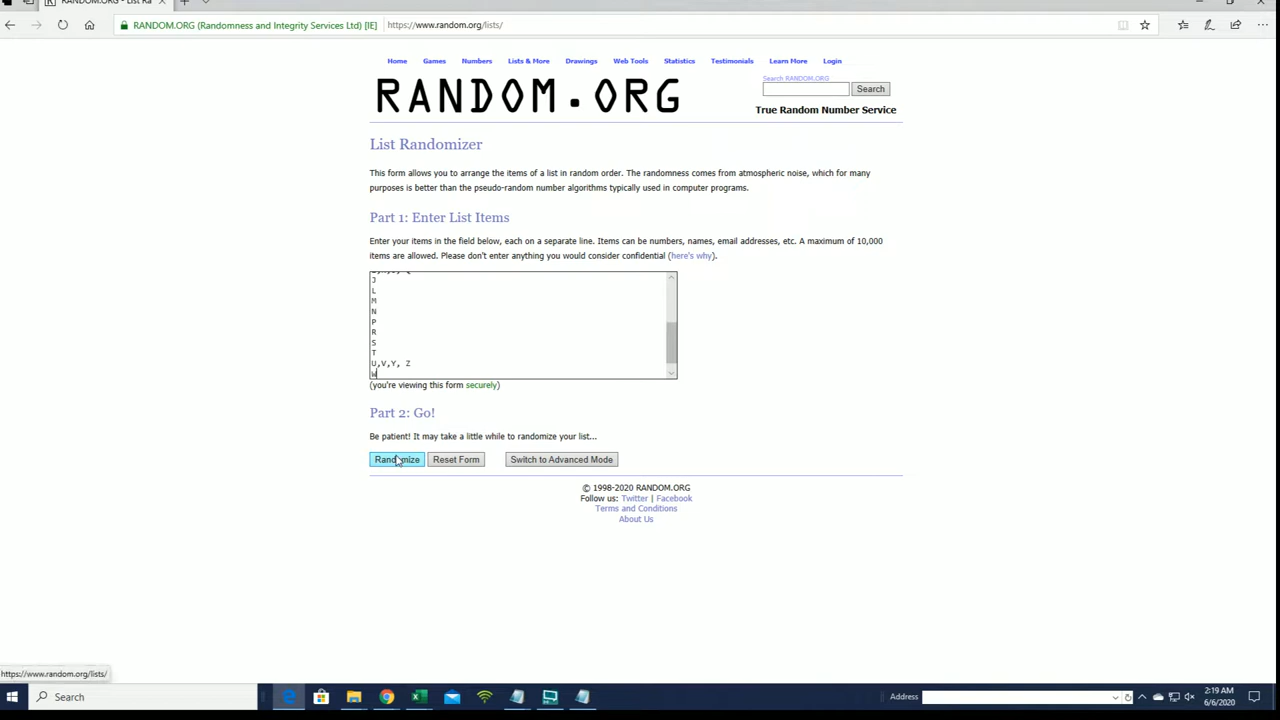 RANDOM.ORG - List Ra
RANDOM.ORG (Randomness and Integrity Services Ltd) [IE]
https://www.random.org/lists/
Home Games Numbers Lists & More Drawings Web Tools Statistics Testimonials Learn More Login
RANDOM.ORG
Search RANDOM.ORG
Search
True Random Number Service
List Randomizer
This form allows you to arrange the items of a list in random order. The randomness comes from atmospheric noise, which for many
purposes is better than the pseudo-random number algorithms typically used in computer programs.
Part 1: Enter List Items
Enter your items in the field below, each on a separate line. Items can be numbers, names, email addresses, etc. A maximum of 10,000
items are allowed. Please don't enter anything you would consider confidential (here's why).
J
L
M
N
P
R
S
T
U,V,Y, Z
W
(you're viewing this form securely)
Part 2: Go!
Be patient! It may take a little while to randomize your list...
Randomize Reset Form Switch to Advanced Mode
© 1998-2020 RANDOM.ORG
Follow us: Twitter | Facebook
Terms and Conditions
About Us
https://www.random.org/lists/
Search
Address
2:19 AM
6/6/2020